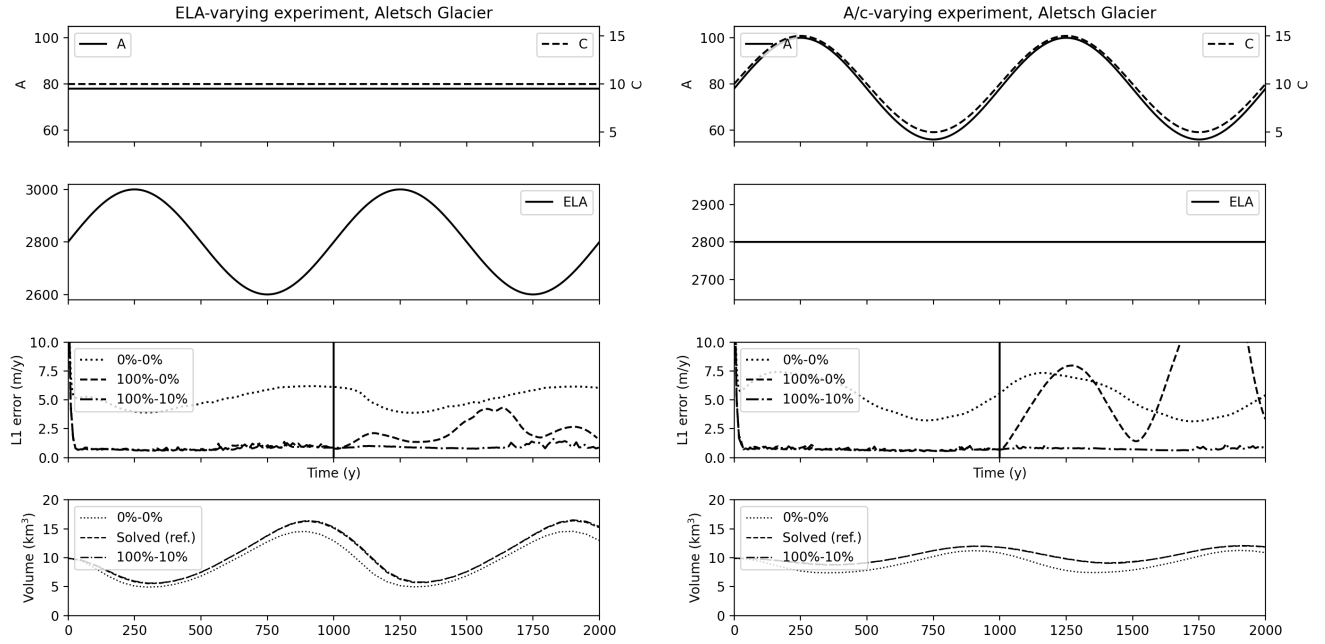 ELA-varying experiment, Aletsch Glacier
100
80
60
A
A
C
15
10
5
C
3000
2800
2600
ELA
10.0
7.5
5.0
2.5
0.0
L1 error (m/y)
0%-0%
100%-0%
100%-10%
Time (y)
20
15
10
5
0
Volume (km³)
0%-0%
Solved (ref.)
100%-10%
0 250 500 750 1000 1250 1500 1750 2000
A/c-varying experiment, Aletsch Glacier
100
80
60
A
A
C
15
10
5
C
2900
2800
2700
ELA
10.0
7.5
5.0
2.5
0.0
L1 error (m/y)
0%-0%
100%-0%
100%-10%
Time (y)
20
15
10
5
0
Volume (km³)
0%-0%
Solved (ref.)
100%-10%
0 250 500 750 1000 1250 1500 1750 2000